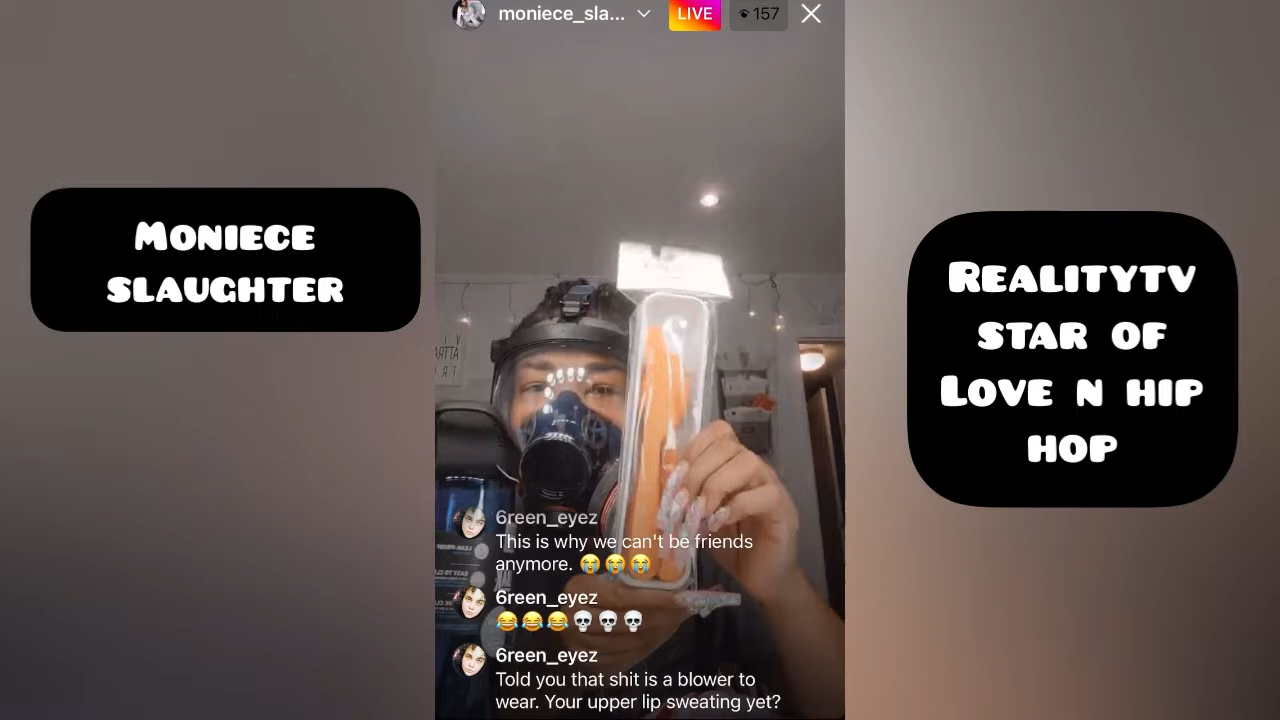 moniece_sla...
LIVE
157
Moniece
slaughter
Realitytv
star of
Love n hip
hop
6reen_eyez
This is why we can't be friends
anymore. 😭😭😭
6reen_eyez
😂😂😂💀💀💀
6reen_eyez
Told you that shit is a blower to
wear. Your upper lip sweating yet?